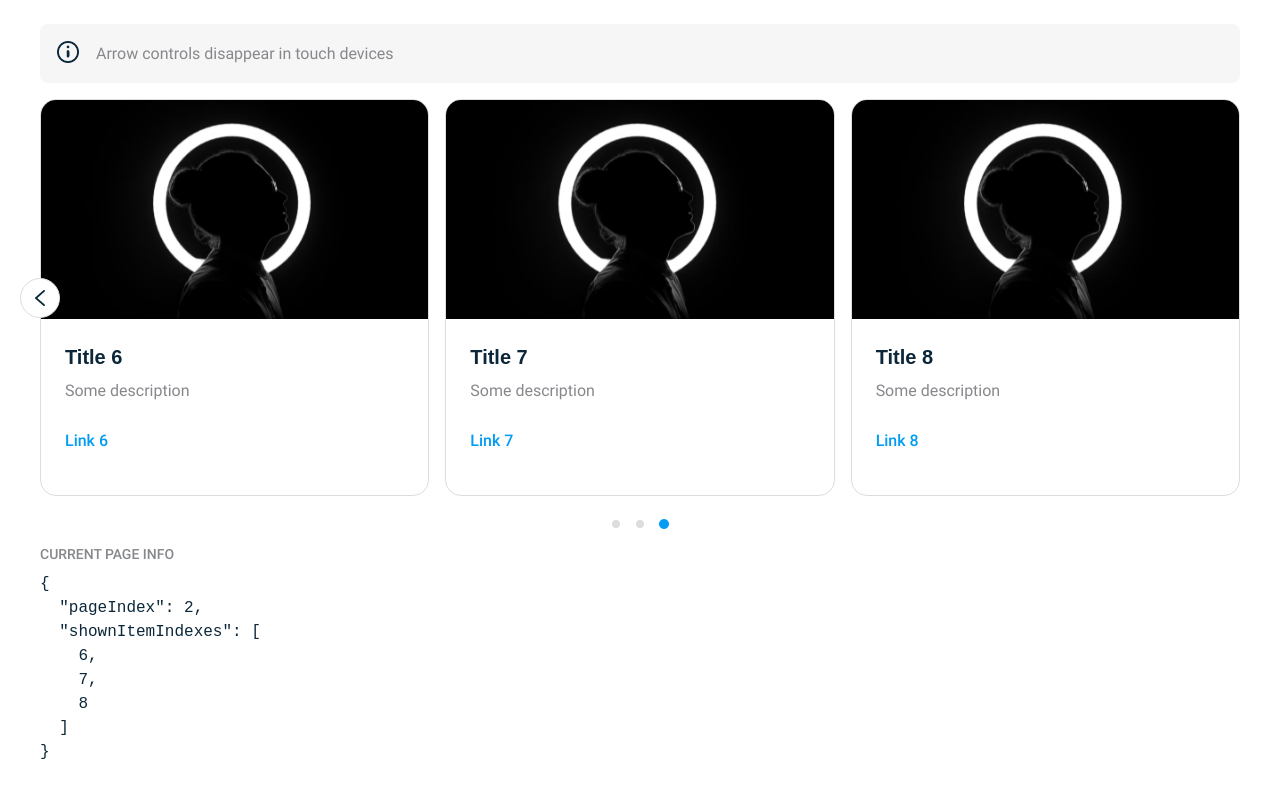 Arrow controls disappear in touch devices
Title 6
Some description
Link 6
Title 7
Some description
Link 7
Title 8
Some description
Link 8
CURRENT PAGE INFO
{
  "pageIndex": 2,
  "shownItemIndexes": [
    6,
    7,
    8
  ]
}